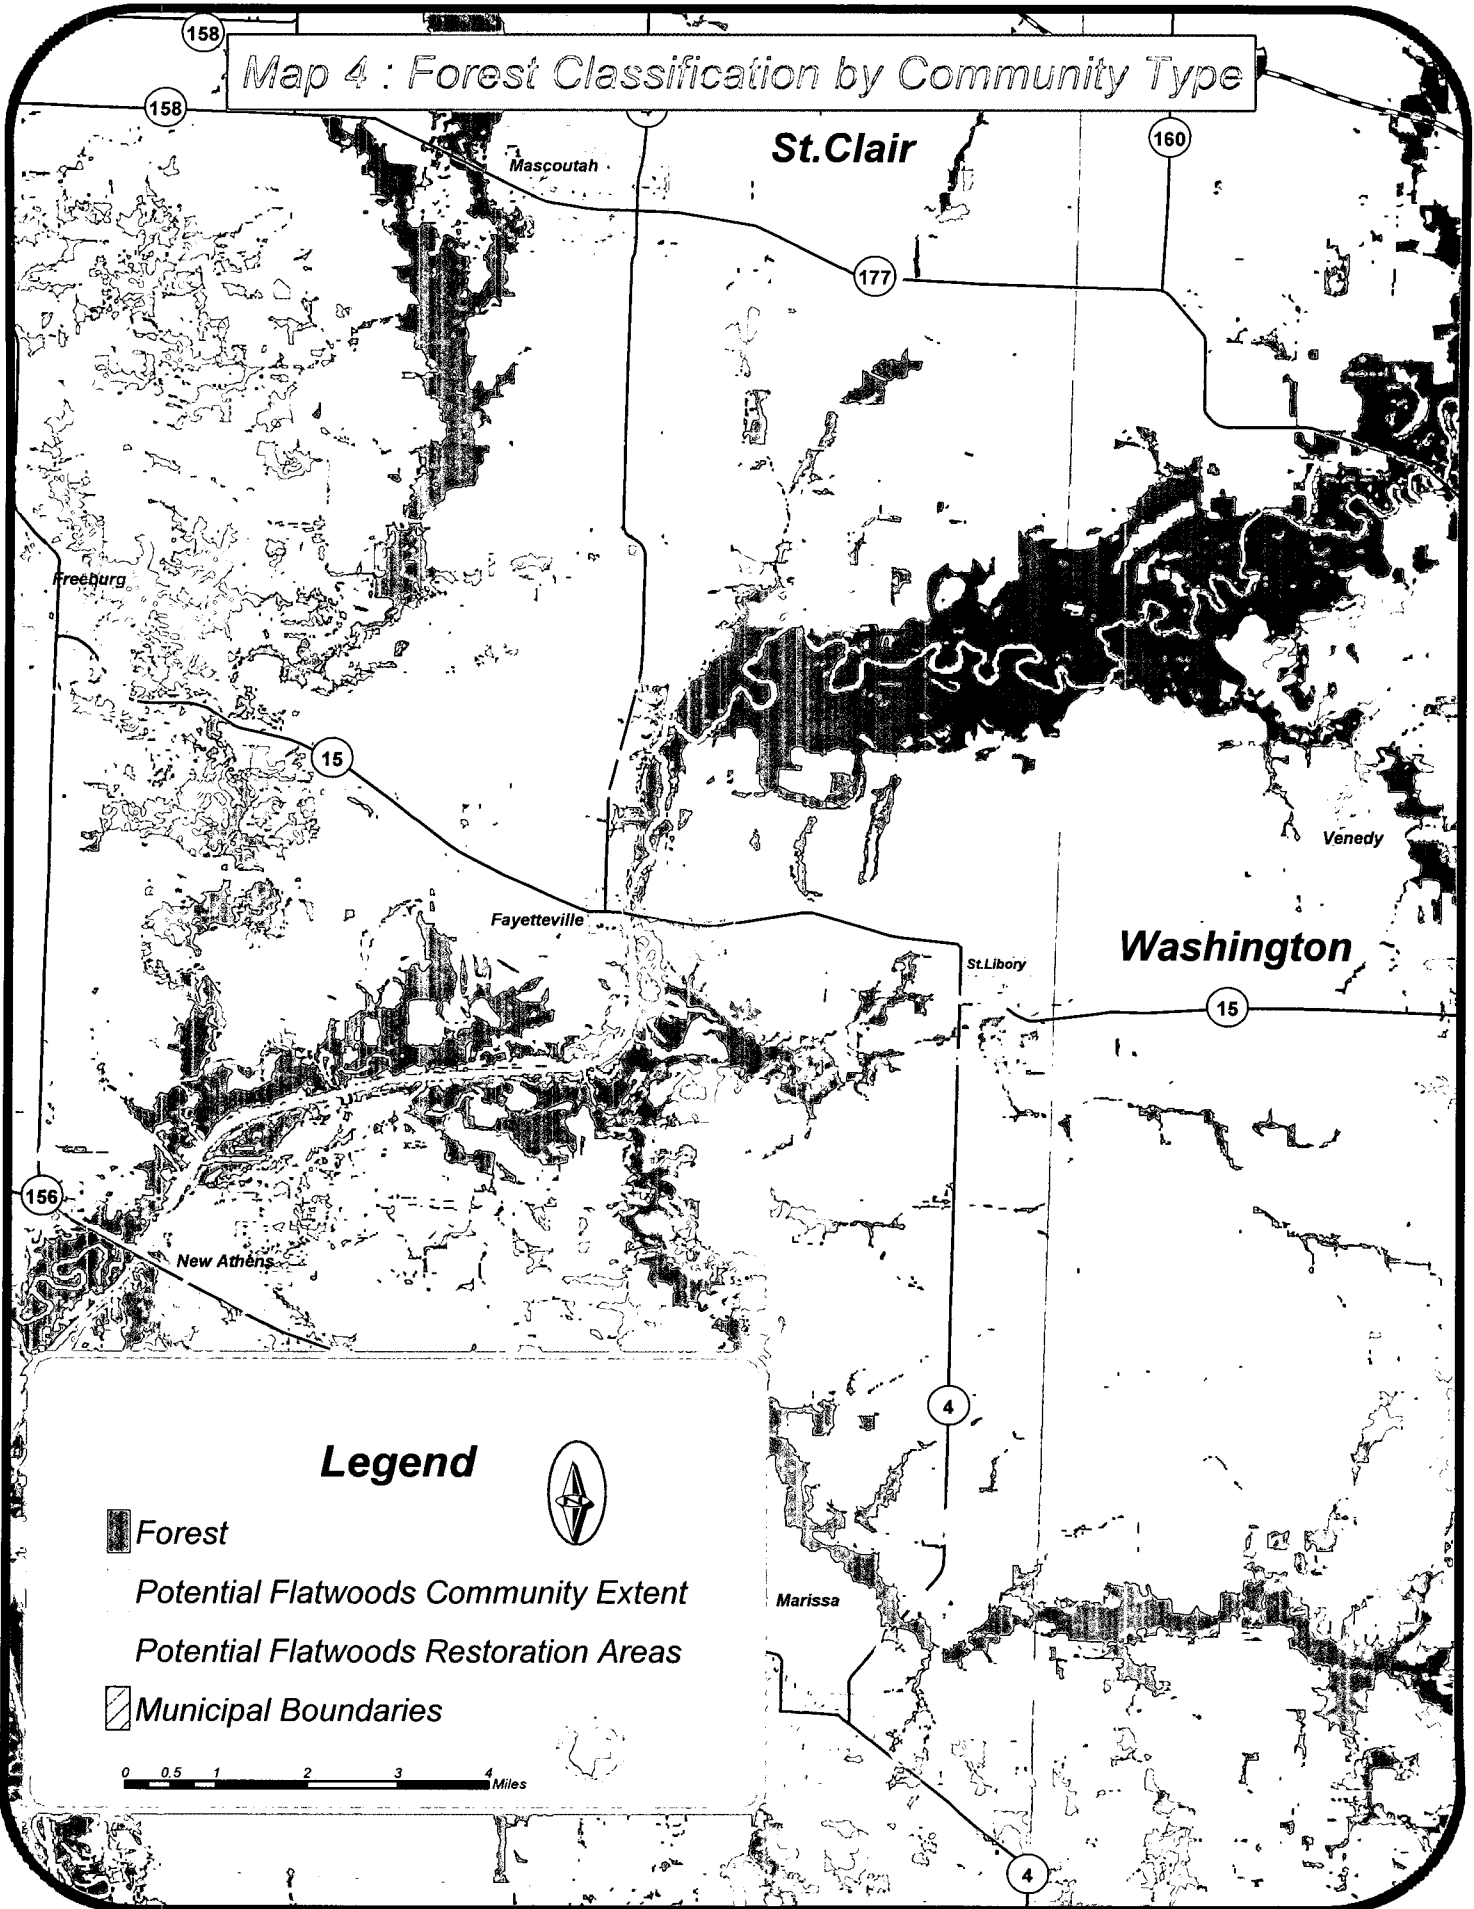 158
Map 4 : Forest Classification by Community Type
158
St.Clair
160
Mascoutah
177
Freeburg
15
Venedy
Fayetteville
Washington
St.Libory
15
156
New Athens
4
Legend
N
Forest
Potential Flatwoods Community Extent
Marissa
Potential Flatwoods Restoration Areas
Municipal Boundaries
0 0.5 1 2 3 4 Miles
4